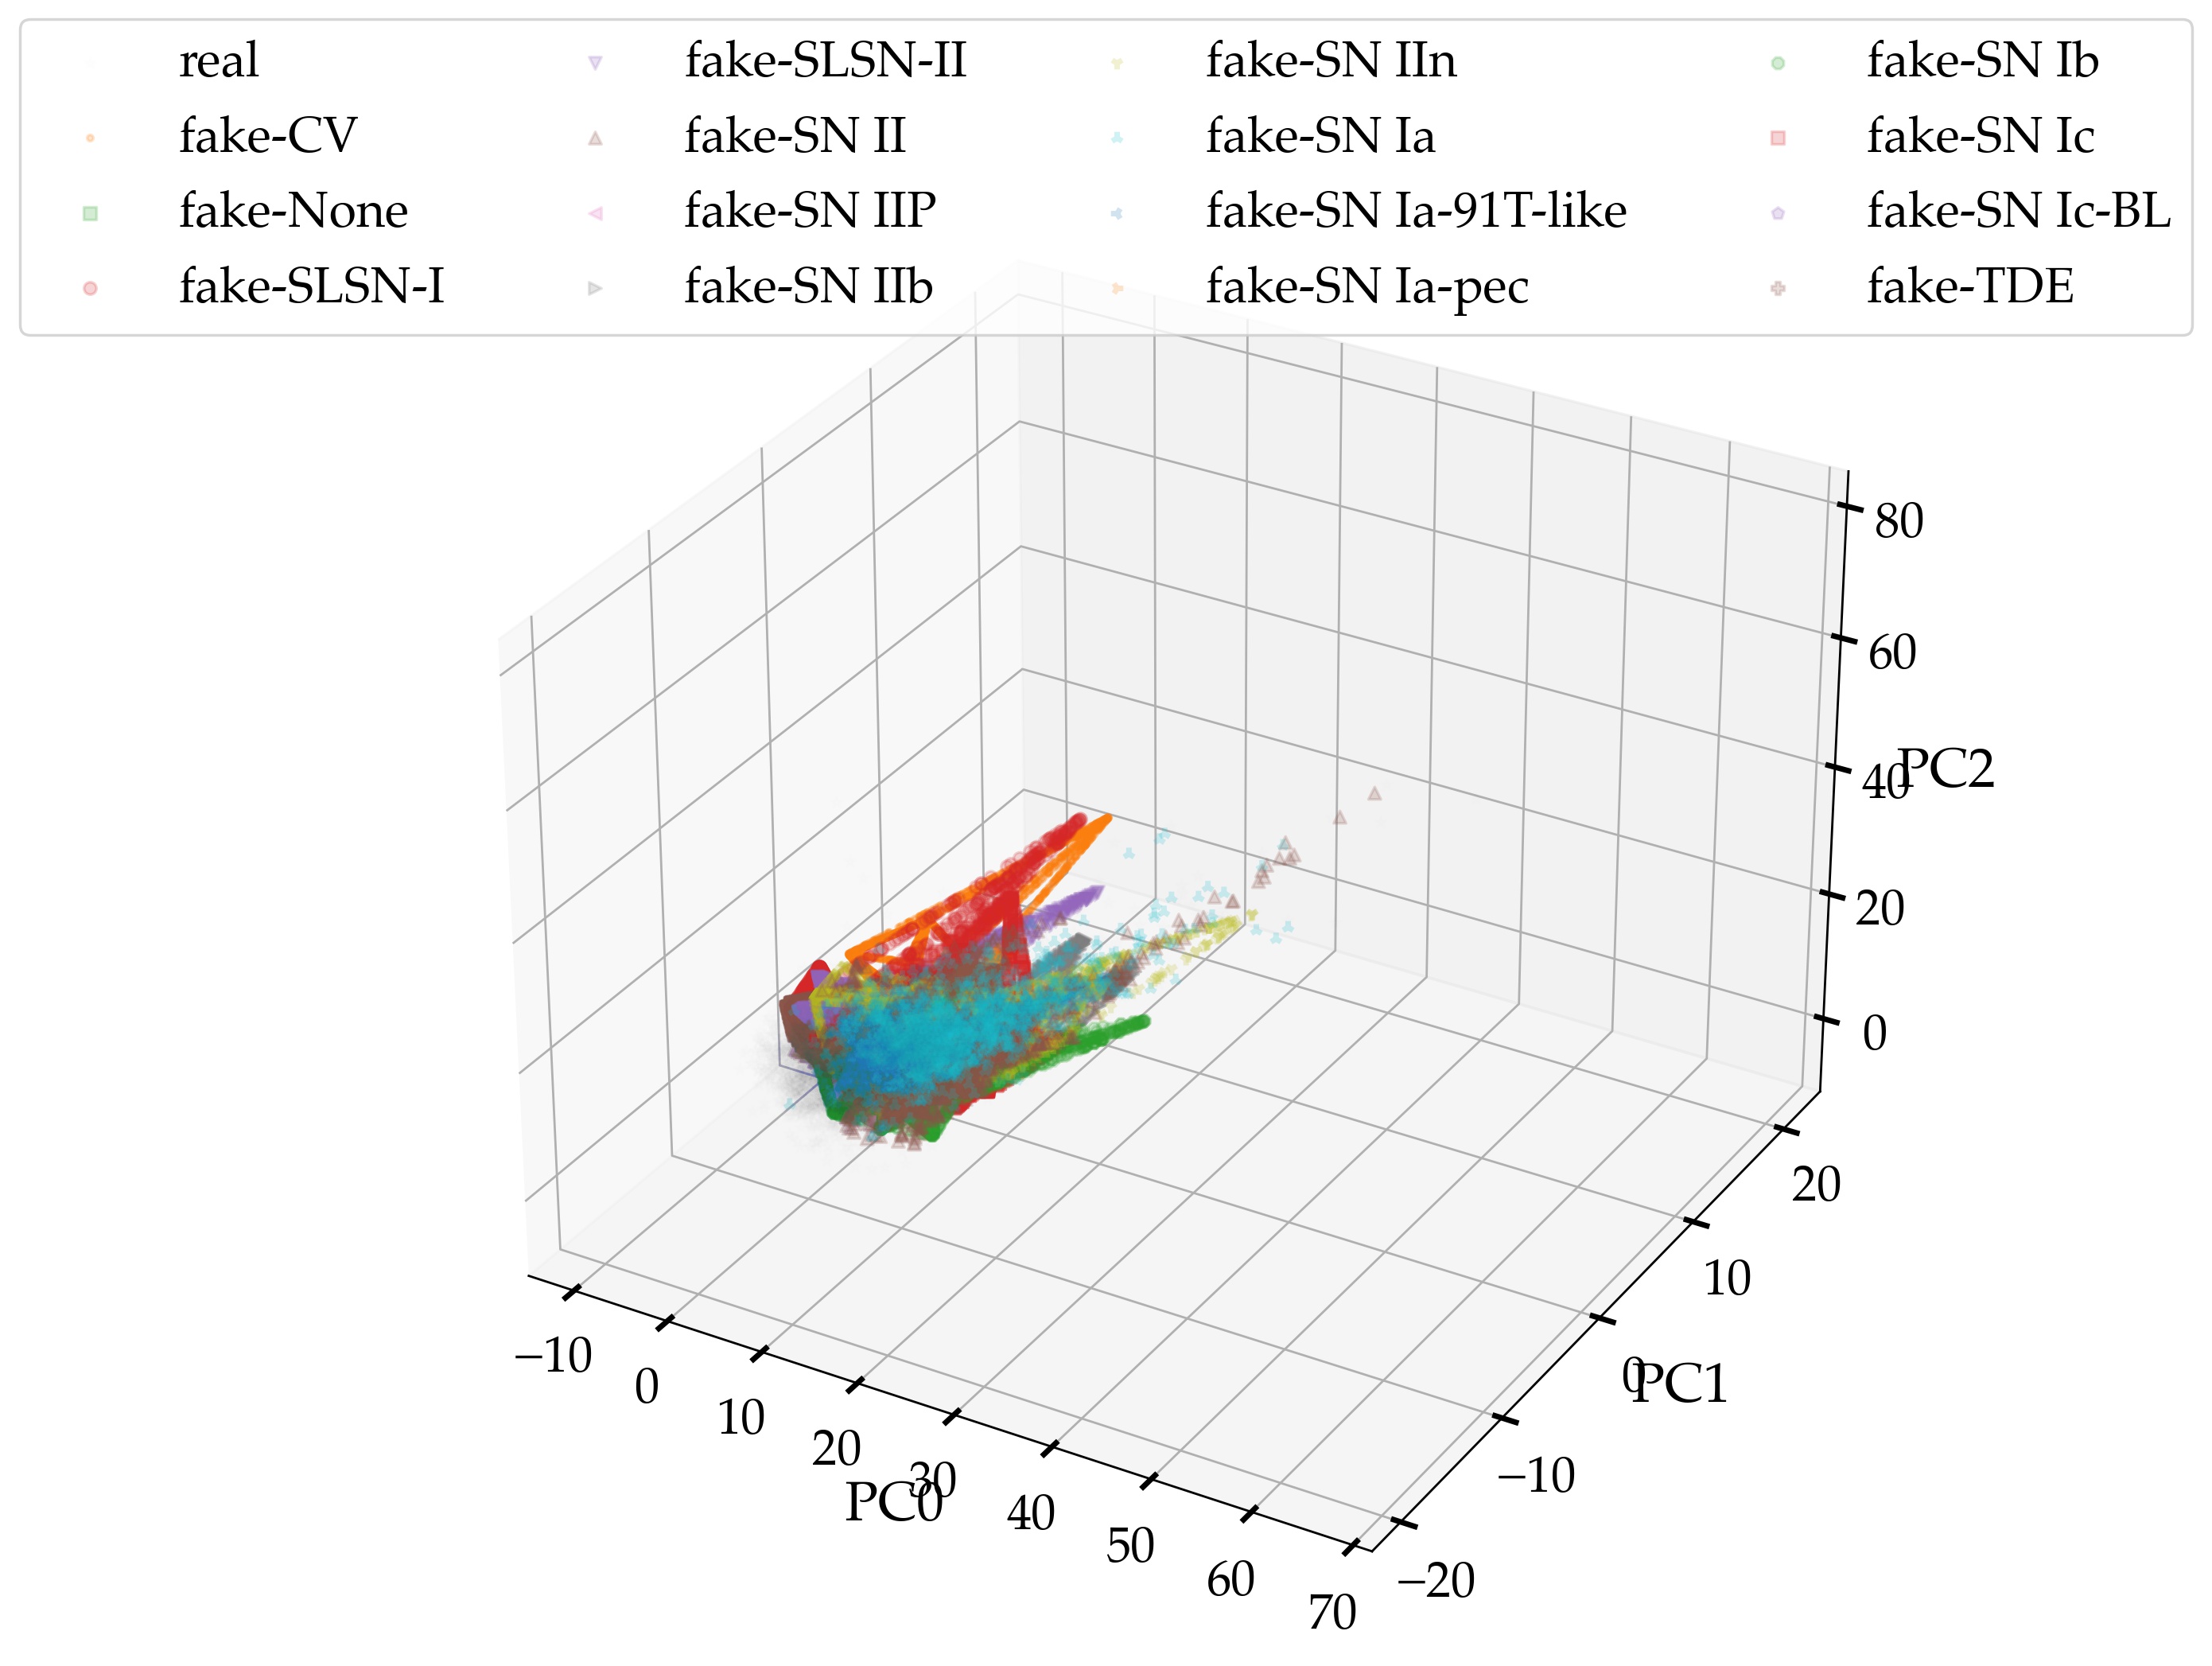 real
fake-CV
fake-None
fake-SLSN-I
fake-SLSN-II
fake-SN II
fake-SN IIP
fake-SN IIb
fake-SN IIn
fake-SN Ia
fake-SN Ia-91T-like
fake-SN Ia-pec
fake-SN Ib
fake-SN Ic
fake-SN Ic-BL
fake-TDE
80
60
40
PC2
20
0
20
10
0
PC1
−10
−20
−10
0
10
20
30
PC0
40
50
60
70